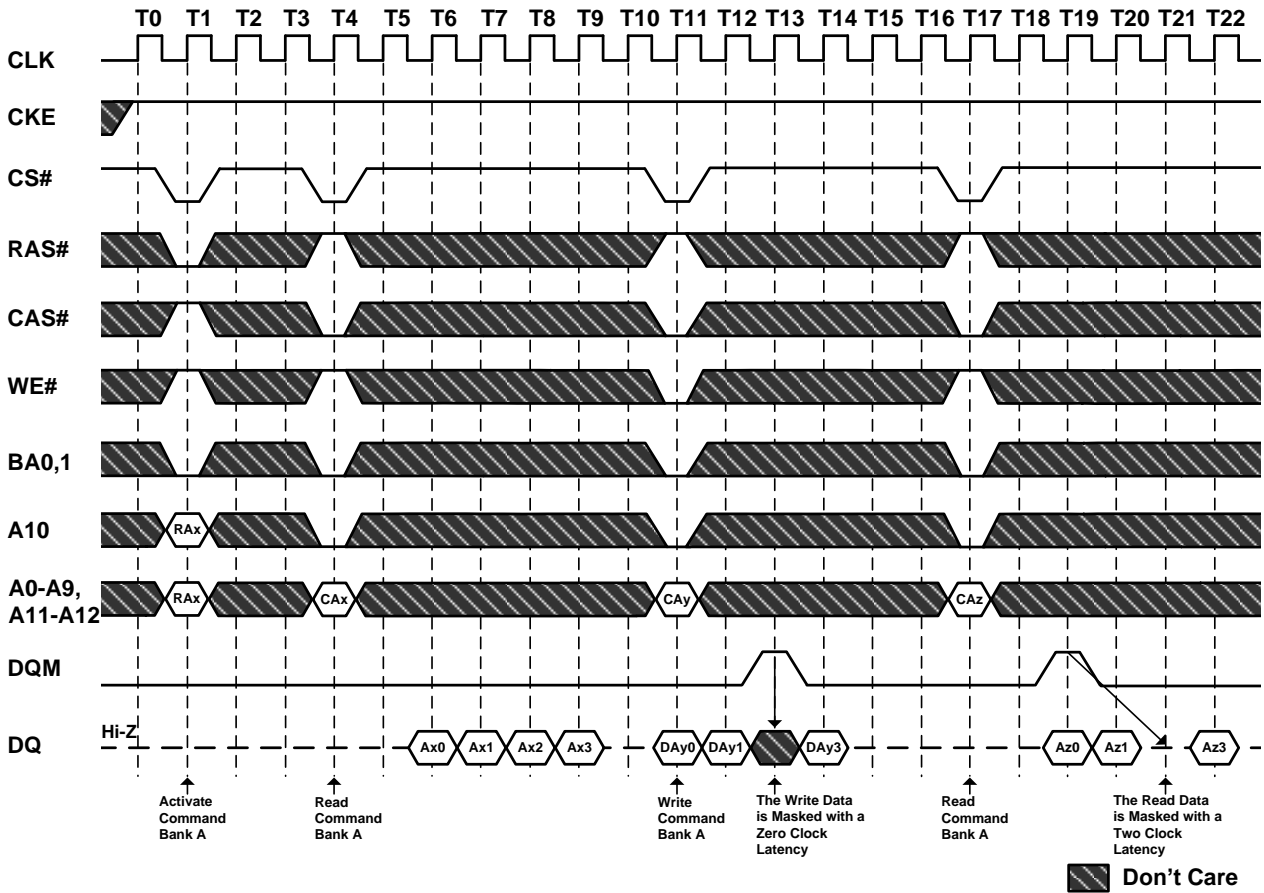 T0 T1 T2 T3 T4 T5 T6 T7 T8 T9 T10 T11 T12 T13 T14 T15 T16 T17 T18 T19 T20 T21 T22
CLK
CKE
CS#
RAS#
CAS#
WE#
BA0,1
A10
RAx
A0-A9,
A11-A12
RAx CAx CAy CAz
DQM
DQ
Hi-Z
Ax0 Ax1 Ax2 Ax3 DAy0 DAy1 DAy3 Az0 Az1 Az3
Activate
Command
Bank A
Read
Command
Bank A
Write
Command
Bank A
The Write Data
is Masked with a
Zero Clock
Latency
Read
Command
Bank A
The Read Data
is Masked with a
Two Clock
Latency
Don't Care